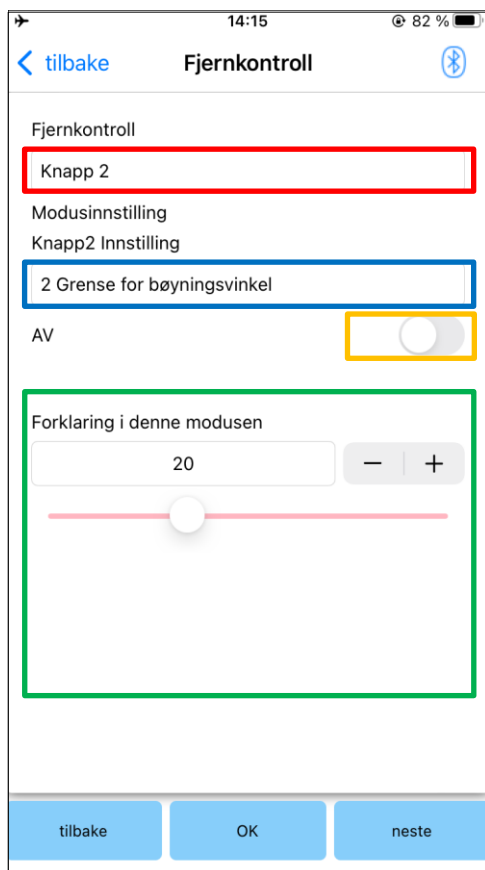 14:15 82 %
tilbake Fjernkontroll
Fjernkontroll
Knapp 2
Modusinnstilling
Knapp2 Innstilling
2 Grense for bøyningsvinkel
AV
Forklaring i denne modusen
20 − +
tilbake OK neste